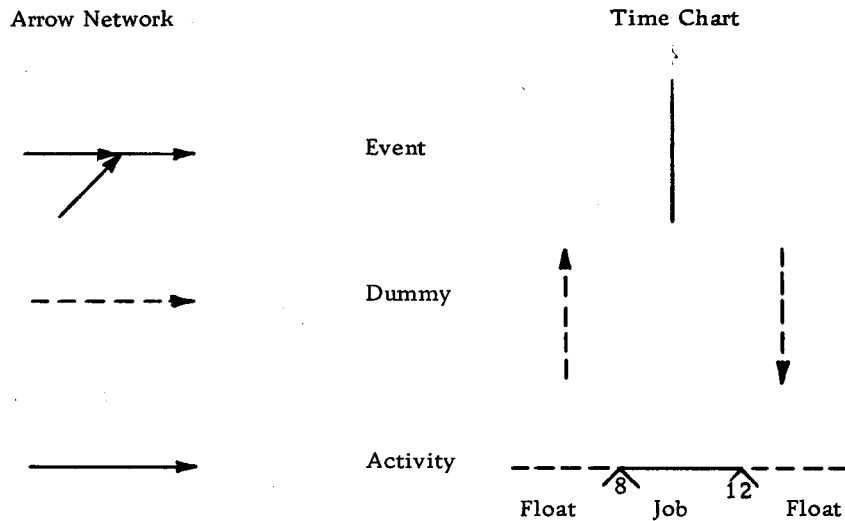 Arrow Network
Time Chart
Event
Dummy
Activity
8
12
Float
Job
Float